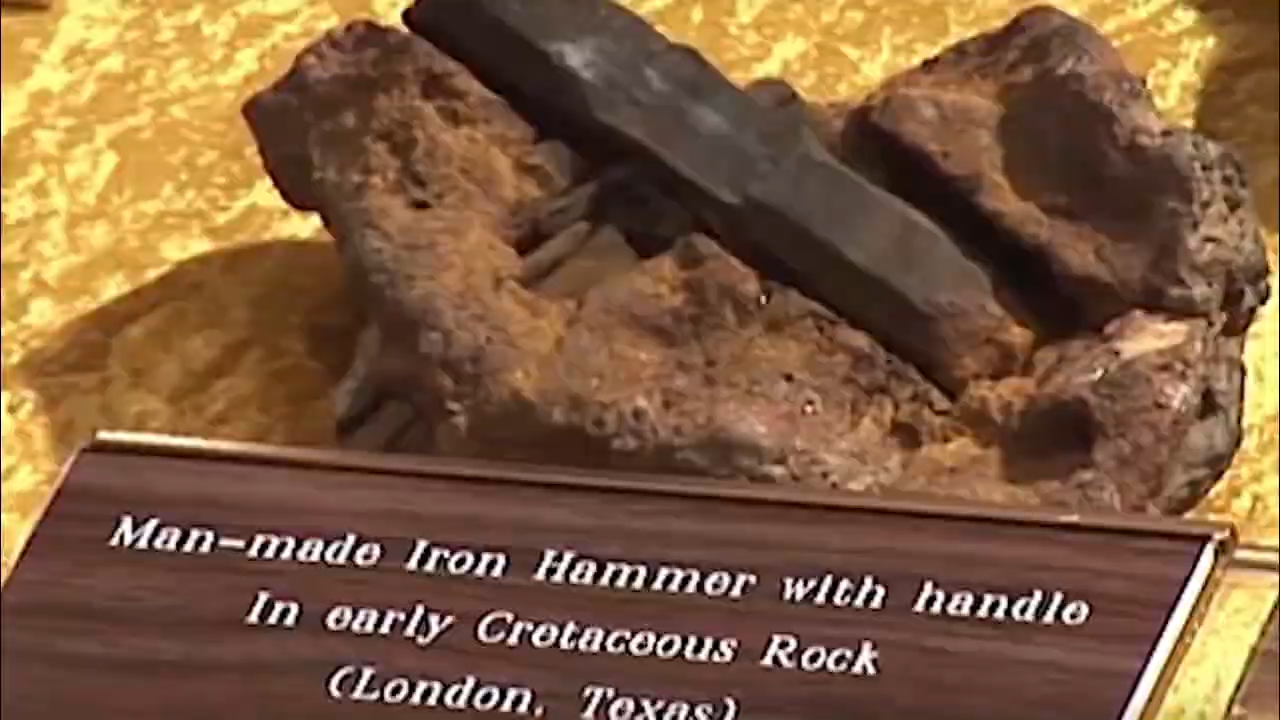 Man-made Iron Hammer with handle
In early Cretaceous Rock
(London, Texas)